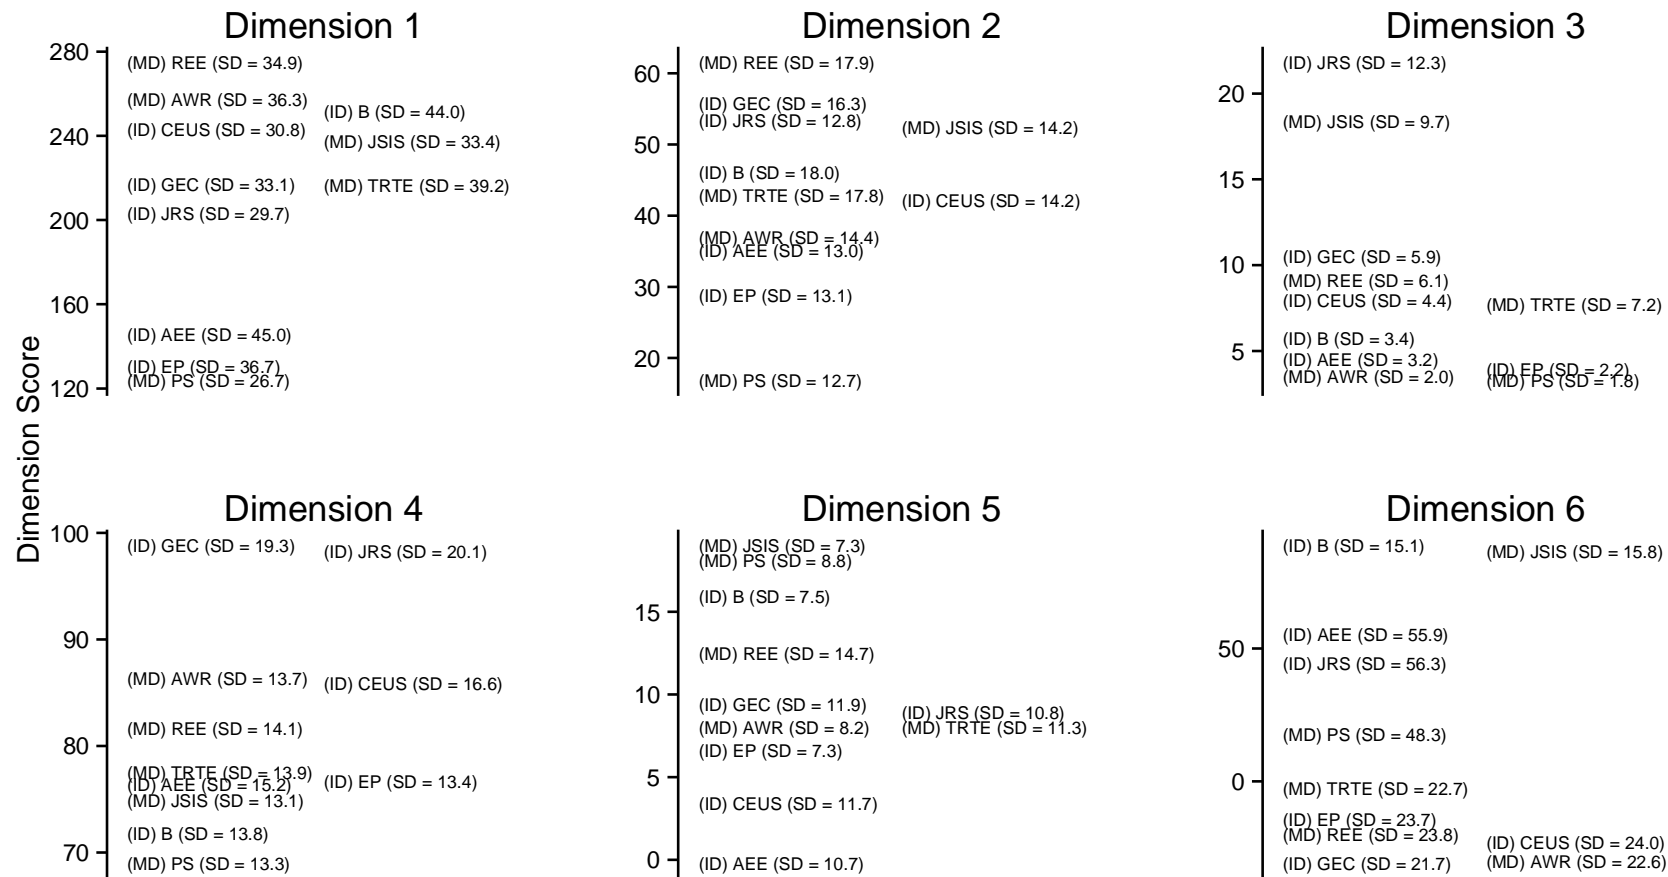 Dimension 1
280
240
200
160
120
(MD) REE (SD = 34.9)
(MD) AWR (SD = 36.3)
(ID) B (SD = 44.0)
(ID) CEUS (SD = 30.8)
(MD) JSIS (SD = 33.4)
(ID) GEC (SD = 33.1)
(MD) TRTE (SD = 39.2)
(ID) JRS (SD = 29.7)
(ID) AEE (SD = 45.0)
(ID) EP (SD = 36.7)
(MD) PS (SD = 26.7)
Dimension 2
60
50
40
30
20
(MD) REE (SD = 17.9)
(ID) GEC (SD = 16.3)
(ID) JRS (SD = 12.8)
(MD) JSIS (SD = 14.2)
(ID) B (SD = 18.0)
(MD) TRTE (SD = 17.8)
(ID) CEUS (SD = 14.2)
(MD) AWR (SD = 14.4)
(ID) AEE (SD = 13.0)
(ID) EP (SD = 13.1)
(MD) PS (SD = 12.7)
Dimension 3
20
15
10
5
(ID) JRS (SD = 12.3)
(MD) JSIS (SD = 9.7)
(ID) GEC (SD = 5.9)
(MD) REE (SD = 6.1)
(ID) CEUS (SD = 4.4)
(MD) TRTE (SD = 7.2)
(ID) B (SD = 3.4)
(ID) AEE (SD = 3.2)
(ID) EP (SD = 2.2)
(MD) AWR (SD = 2.0)
(MD) PS (SD = 1.8)
Dimension Score
Dimension 4
100
90
80
70
(ID) GEC (SD = 19.3)
(ID) JRS (SD = 20.1)
(MD) AWR (SD = 13.7)
(ID) CEUS (SD = 16.6)
(MD) REE (SD = 14.1)
(MD) TRTE (SD = 13.9)
(ID) EP (SD = 13.4)
(ID) AEE (SD = 15.2)
(MD) JSIS (SD = 13.1)
(ID) B (SD = 13.8)
(MD) PS (SD = 13.3)
Dimension 5
15
10
5
0
(MD) JSIS (SD = 7.3)
(MD) PS (SD = 8.8)
(ID) B (SD = 7.5)
(MD) REE (SD = 14.7)
(ID) GEC (SD = 11.9)
(ID) JRS (SD = 10.8)
(MD) AWR (SD = 8.2)
(MD) TRTE (SD = 11.3)
(ID) EP (SD = 7.3)
(ID) CEUS (SD = 11.7)
(ID) AEE (SD = 10.7)
Dimension 6
50
0
(ID) B (SD = 15.1)
(MD) JSIS (SD = 15.8)
(ID) AEE (SD = 55.9)
(ID) JRS (SD = 56.3)
(MD) PS (SD = 48.3)
(MD) TRTE (SD = 22.7)
(ID) EP (SD = 23.7)
(MD) REE (SD = 23.8)
(ID) CEUS (SD = 24.0)
(ID) GEC (SD = 21.7)
(MD) AWR (SD = 22.6)